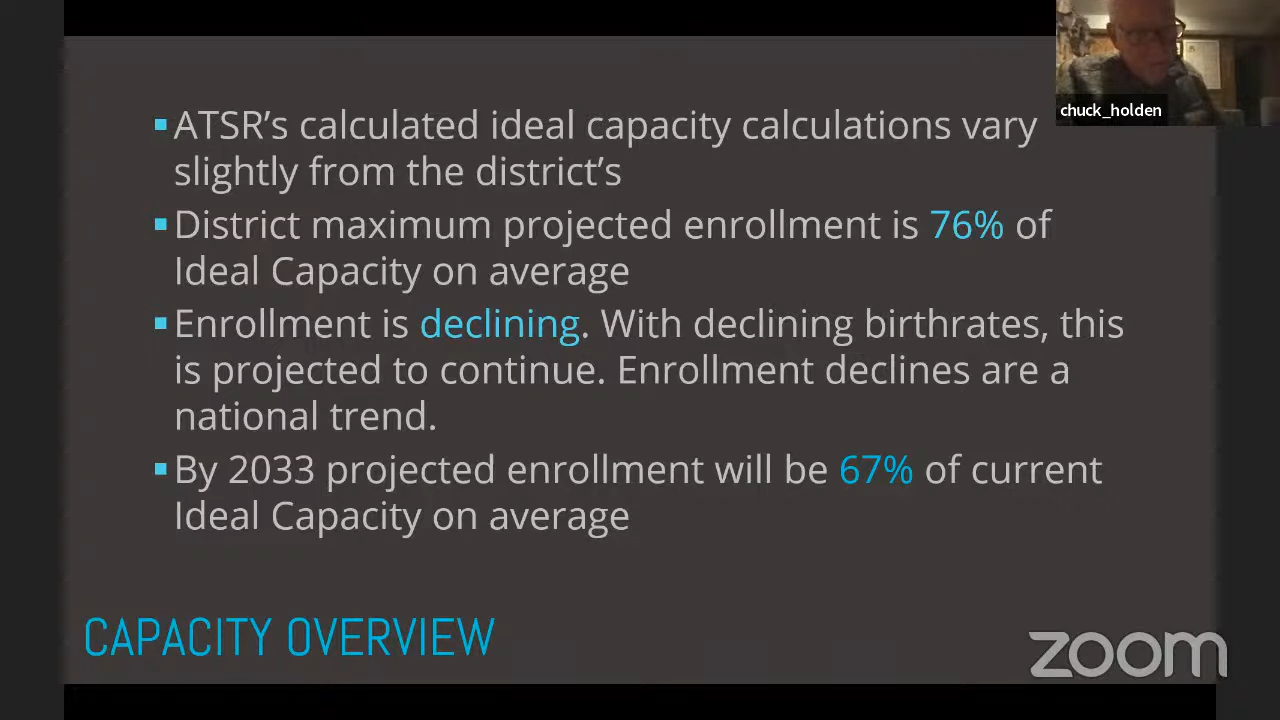 ▪ATSR's calculated ideal capacity calculations vary
slightly from the district's
▪District maximum projected enrollment is 76% of
Ideal Capacity on average
▪Enrollment is declining. With declining birthrates, this
is projected to continue. Enrollment declines are a
national trend.
▪By 2033 projected enrollment will be 67% of current
Ideal Capacity on average
CAPACITY OVERVIEW
chuck_holden
zoom